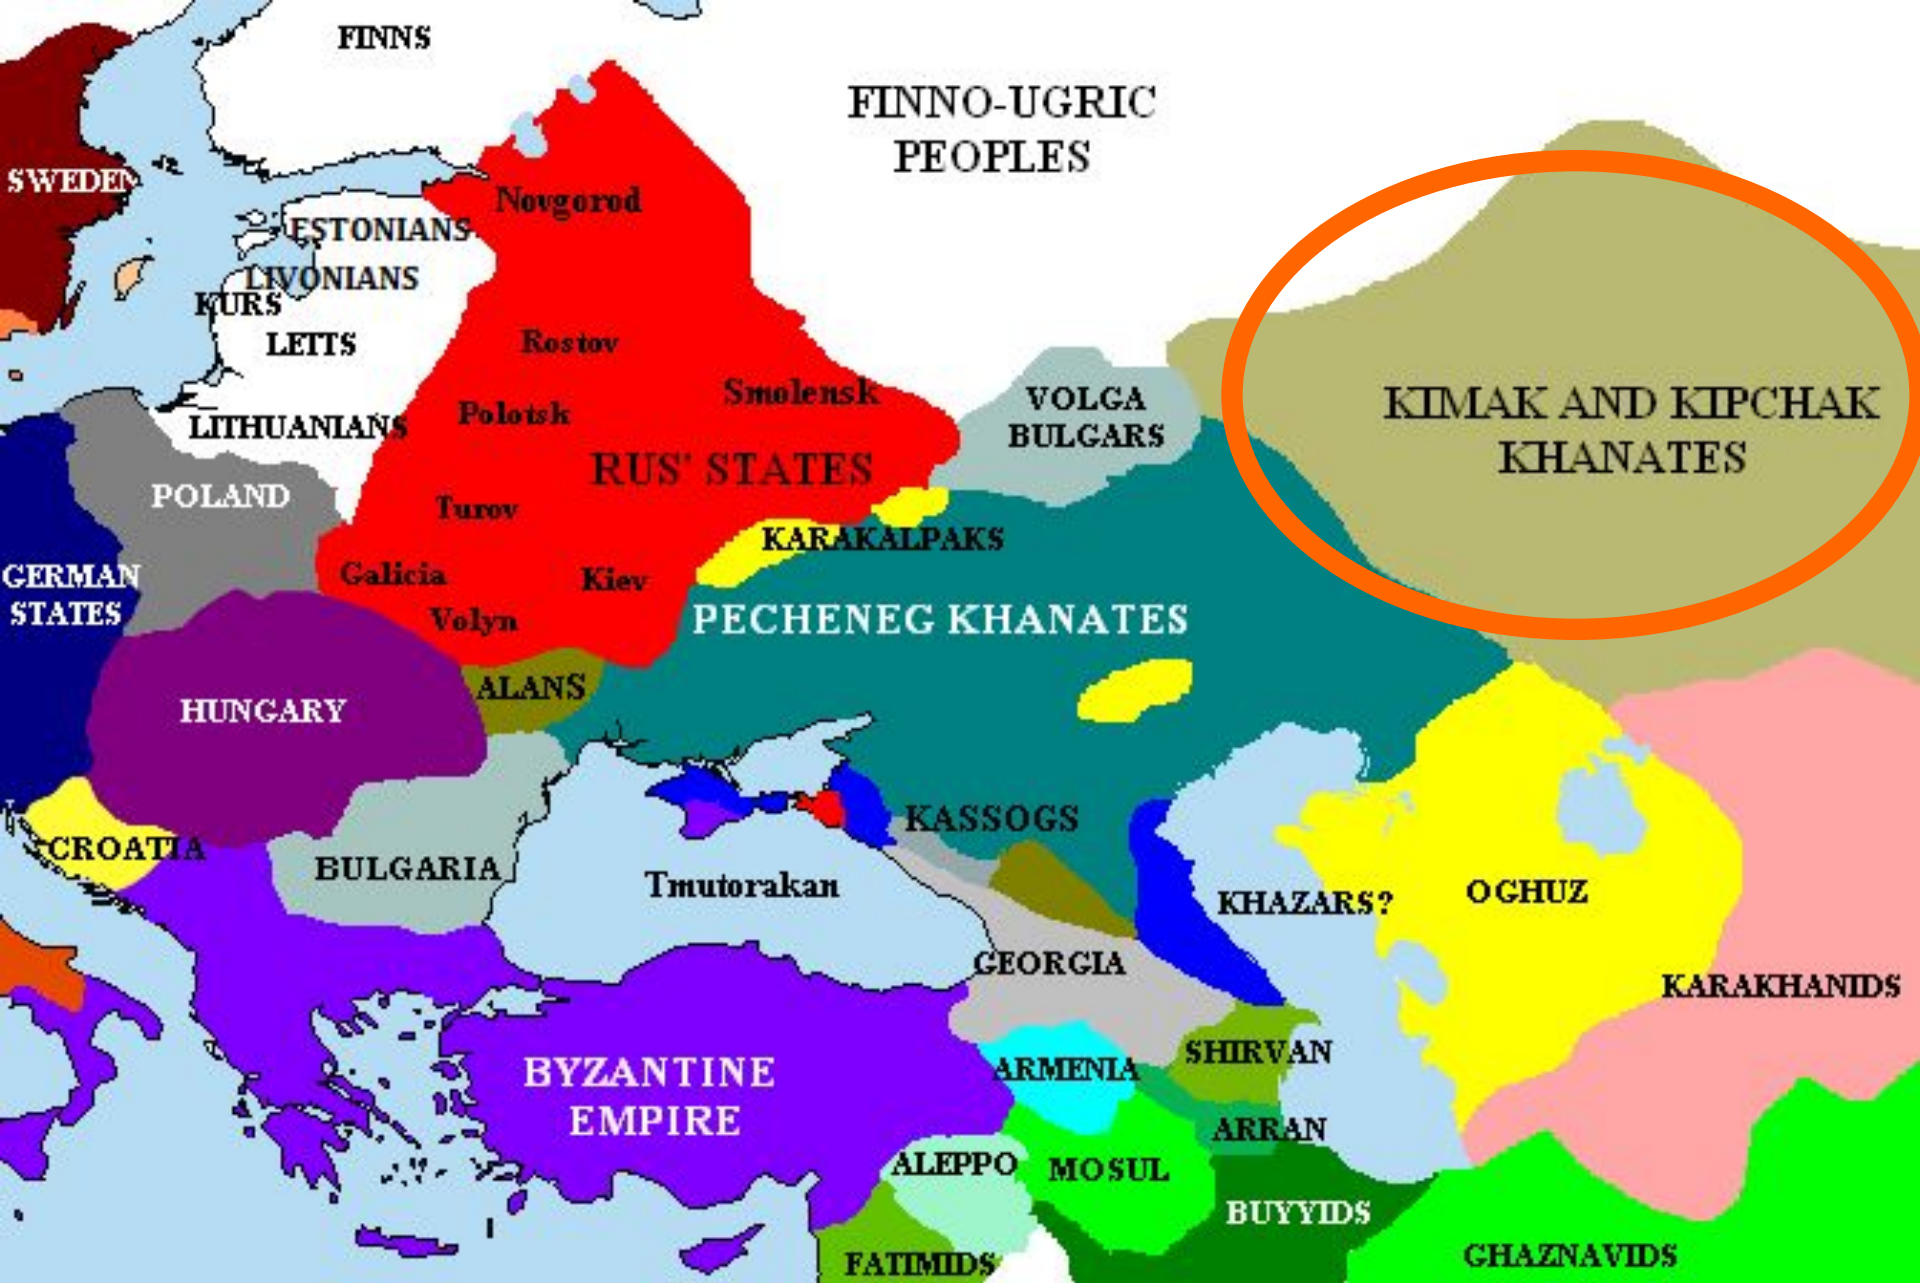 FINNS
FINNO-UGRIC
PEOPLES
SWEDEN
Novgorod
ESTONIANS
LIVONIANS
KURS
LETTS
Rostov
Smolensk
VOLGA
BULGARS
KIMAK AND KIPCHAK
KHANATES
Polotsk
LITHUANIANS
RUS' STATES
POLAND
Turov
KARAKALPAKS
GERMAN
STATES
Galicia
Kiev
Volyn
PECHENEG KHANATES
ALANS
HUNGARY
KASSOGS
CROATIA
BULGARIA
Tmutorakan
KHAZARS?
OGHUZ
GEORGIA
KARAKHANIDS
BYZANTINE
EMPIRE
ARMENIA
SHIRVAN
ARRAN
ALEPPO
MOSUL
BUYYIDS
FATIMIDS
GHAZNAVIDS